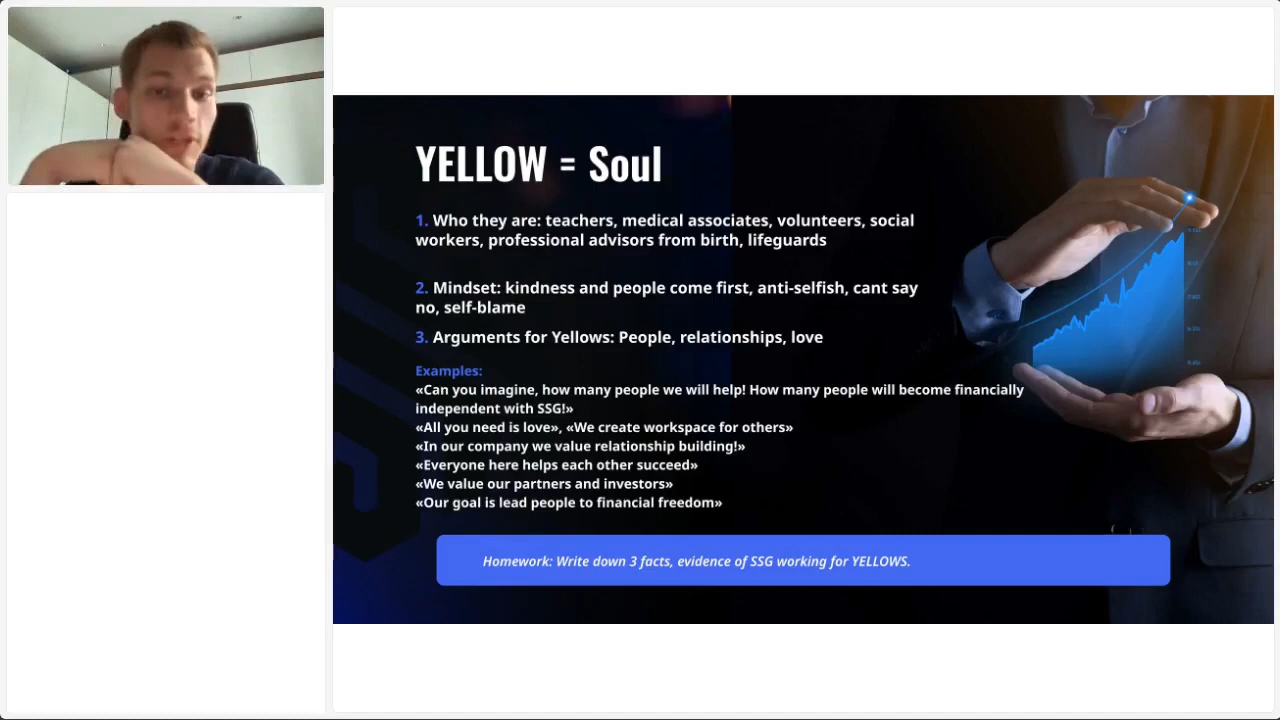 YELLOW = Soul
1. Who they are: teachers, medical associates, volunteers, social
workers, professional advisors from birth, lifeguards
2. Mindset: kindness and people come first, anti-selfish, cant say
no, self-blame
3. Arguments for Yellows: People, relationships, love
Examples:
«Can you imagine, how many people we will help! How many people will become financially
independent with SSG!»
«All you need is love», «We create workspace for others»
«In our company we value relationship building!»
«Everyone here helps each other succeed»
«We value our partners and investors»
«Our goal is lead people to financial freedom»
Homework: Write down 3 facts, evidence of SSG working for YELLOWS.